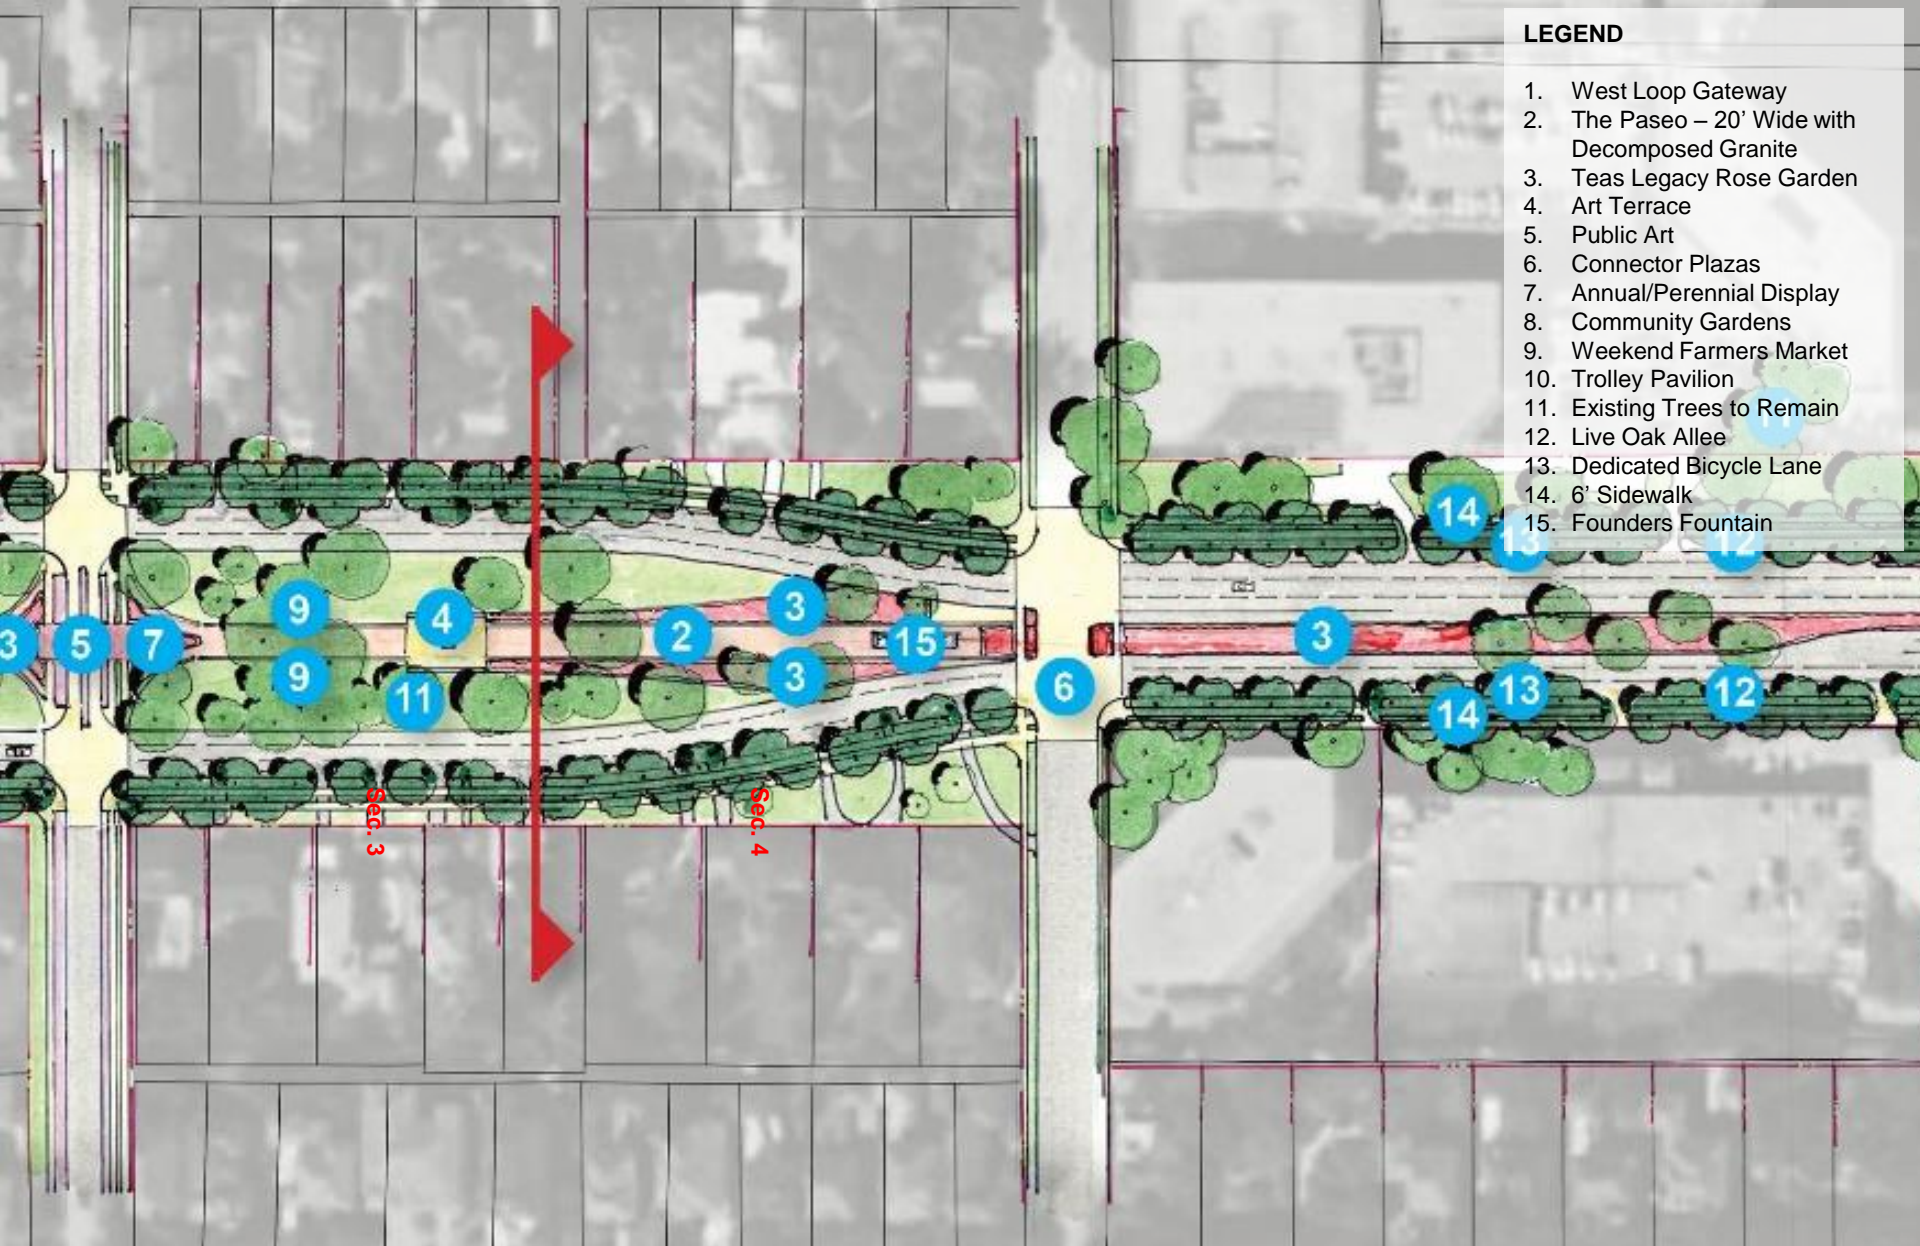 LEGEND
1. West Loop Gateway
2. The Paseo – 20’ Wide with
Decomposed Granite
3. Teas Legacy Rose Garden
4. Art Terrace
5. Public Art
6. Connector Plazas
7. Annual/Perennial Display
8. Community Gardens
9. Weekend Farmers Market
10. Trolley Pavilion
11. Existing Trees to Remain
12. Live Oak Allee
13. Dedicated Bicycle Lane
14. 6’ Sidewalk
15. Founders Fountain
11
14
13
12
9
4
3
3
5
7
2
15
3
9
11
3
6
14
13
12
Sec. 3
Sec. 4